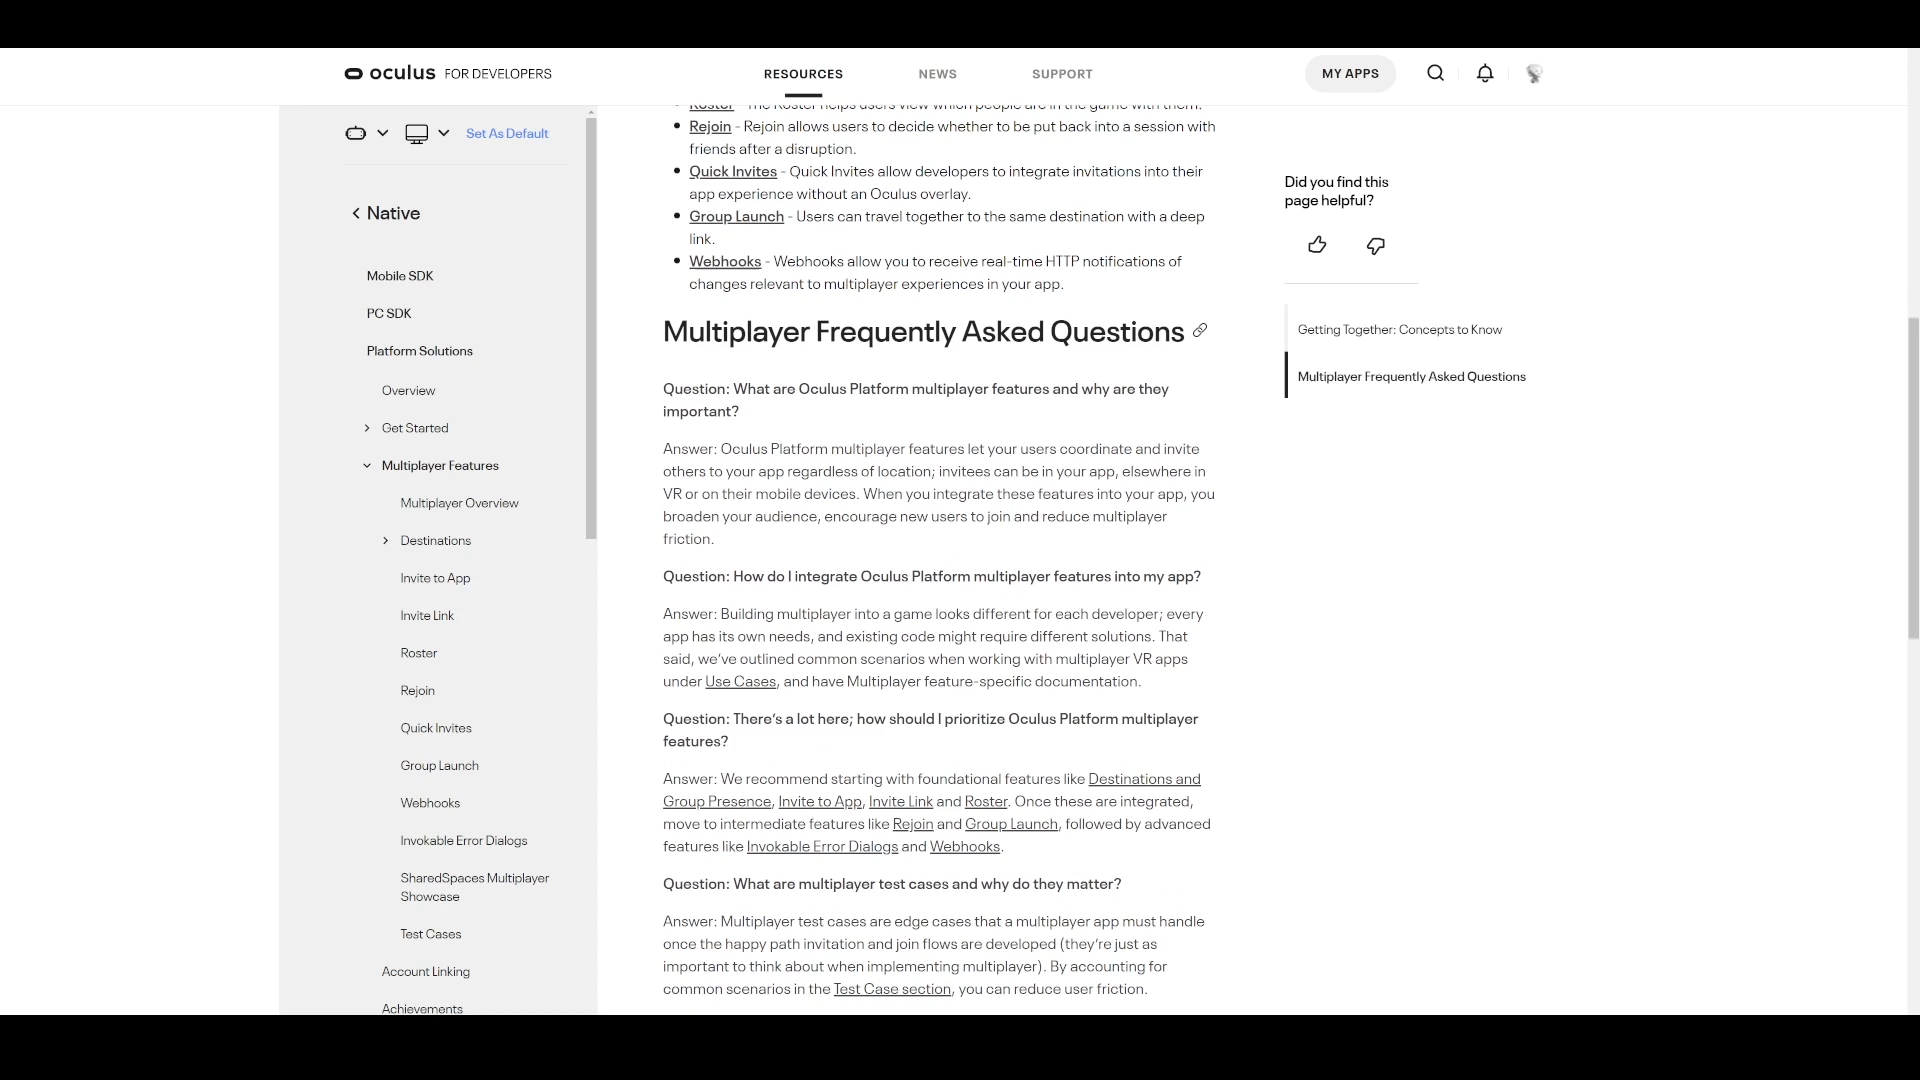 oculus FOR DEVELOPERS
RESOURCES
NEWS
SUPPORT
MY APPS
Set As Default
Native
Mobile SDK
PC SDK
Platform Solutions
Overview
Get Started
Multiplayer Features
Multiplayer Overview
Destinations
Invite to App
Invite Link
Roster
Rejoin
Quick Invites
Group Launch
Webhooks
Invokable Error Dialogs
SharedSpaces Multiplayer
Showcase
Test Cases
Account Linking
Achievements
Roster - The Roster helps users view which people are in the game with them.
Rejoin - Rejoin allows users to decide whether to be put back into a session with
friends after a disruption.
Quick Invites - Quick Invites allow developers to integrate invitations into their
app experience without an Oculus overlay.
Group Launch - Users can travel together to the same destination with a deep
link.
Webhooks - Webhooks allow you to receive real-time HTTP notifications of
changes relevant to multiplayer experiences in your app.
Multiplayer Frequently Asked Questions
Question: What are Oculus Platform multiplayer features and why are they
important?
Answer: Oculus Platform multiplayer features let your users coordinate and invite
others to your app regardless of location; invitees can be in your app, elsewhere in
VR or on their mobile devices. When you integrate these features into your app, you
broaden your audience, encourage new users to join and reduce multiplayer
friction.
Question: How do I integrate Oculus Platform multiplayer features into my app?
Answer: Building multiplayer into a game looks different for each developer; every
app has its own needs, and existing code might require different solutions. That
said, we've outlined common scenarios when working with multiplayer VR apps
under Use Cases, and have Multiplayer feature-specific documentation.
Question: There's a lot here; how should I prioritize Oculus Platform multiplayer
features?
Answer: We recommend starting with foundational features like Destinations and
Group Presence, Invite to App, Invite Link and Roster. Once these are integrated,
move to intermediate features like Rejoin and Group Launch, followed by advanced
features like Invokable Error Dialogs and Webhooks.
Question: What are multiplayer test cases and why do they matter?
Answer: Multiplayer test cases are edge cases that a multiplayer app must handle
once the happy path invitation and join flows are developed (they're just as
important to think about when implementing multiplayer). By accounting for
common scenarios in the Test Case section, you can reduce user friction.
Did you find this
page helpful?
Getting Together: Concepts to Know
Multiplayer Frequently Asked Questions